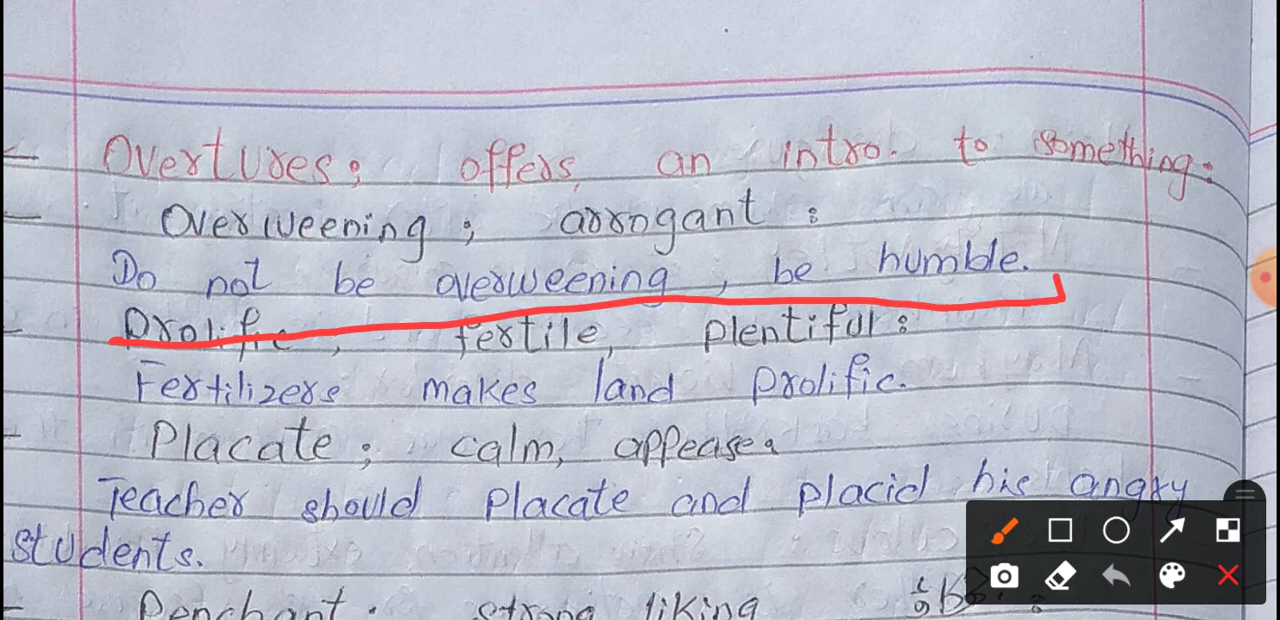 Overtures; offers, an intro. to something:
Overweening; arrogant:
Do not be overweening, be humble.
Prolific, fertile, plentiful:
Fertilizers makes land prolific.
Placate; calm, appease.
Teacher should placate and placid his angry
students.
Penchant. strong liking